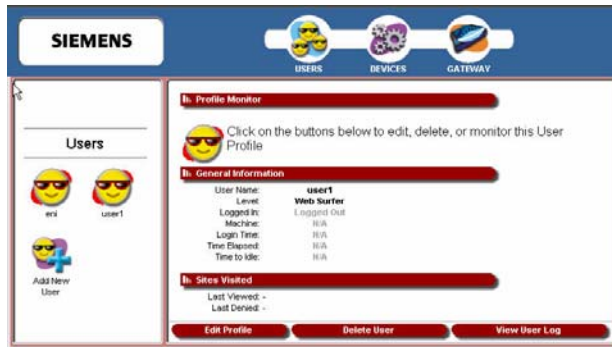 SIEMENS
USERS DEVICES GATEWAY
Users
eni user1
Add New
User
Profile Monitor
Click on the buttons below to edit, delete, or monitor this User
Profile
General Information
User Name: user1
Level: Web Surfer
Logged In: Logged Out
Machine: N/A
Login Time: N/A
Time Elapsed: N/A
Time to Idle: N/A
Sites Visited
Last Viewed: -
Last Denied: -
Edit Profile Delete User View User Log